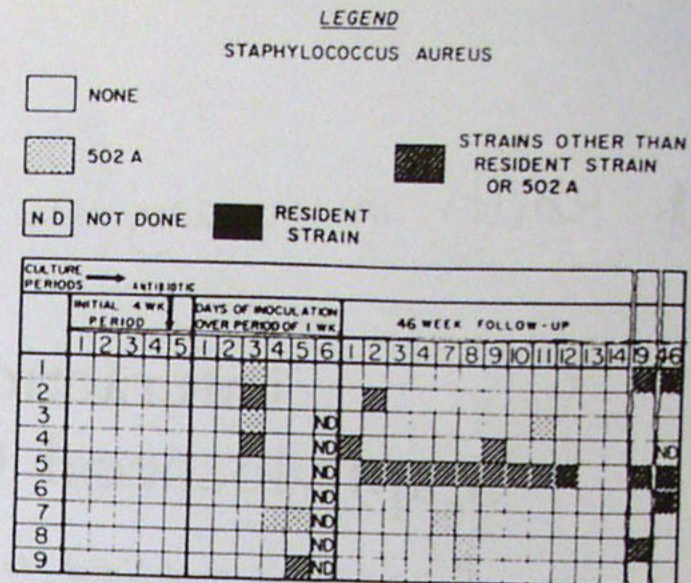 LEGEND
STAPHYLOCOCCUS AUREUS
NONE
502 A
STRAINS OTHER THAN
RESIDENT STRAIN
OR 502 A
ND NOT DONE
RESIDENT
STRAIN
CULTURE
PERIODS
ANTIBIOTIC
INITIAL 4 WK
PERIOD
DAYS OF INOCULATION
OVER PERIOD OF 1 WK
46 WEEK FOLLOW-UP
1 2 3 4 5 1 2 3 4 5 6 1 2 3 4 6 7 8 9 10 11 12 13 14 19 46
1
2
3 ND
4 ND ND
5 ND
6 ND
7 ND
8 ND
9 ND